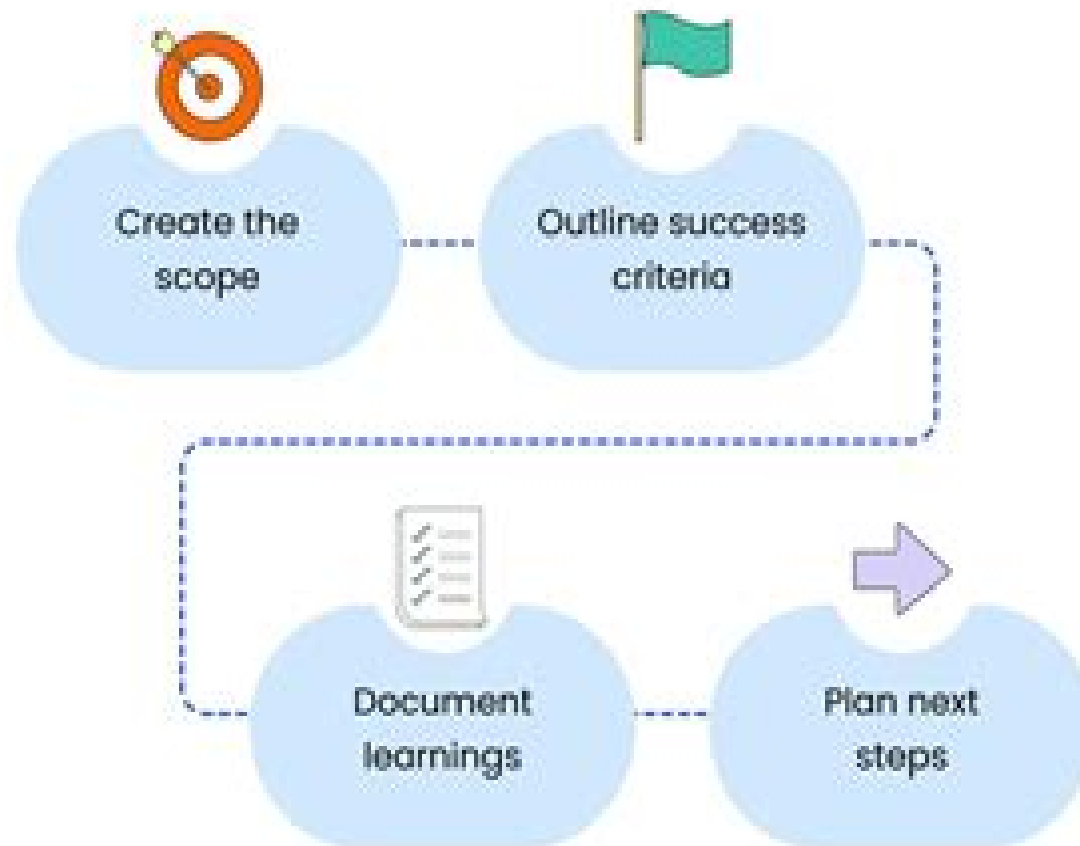 Create the
scope
Outline success
criteria
Document
learnings
Plan next
steps